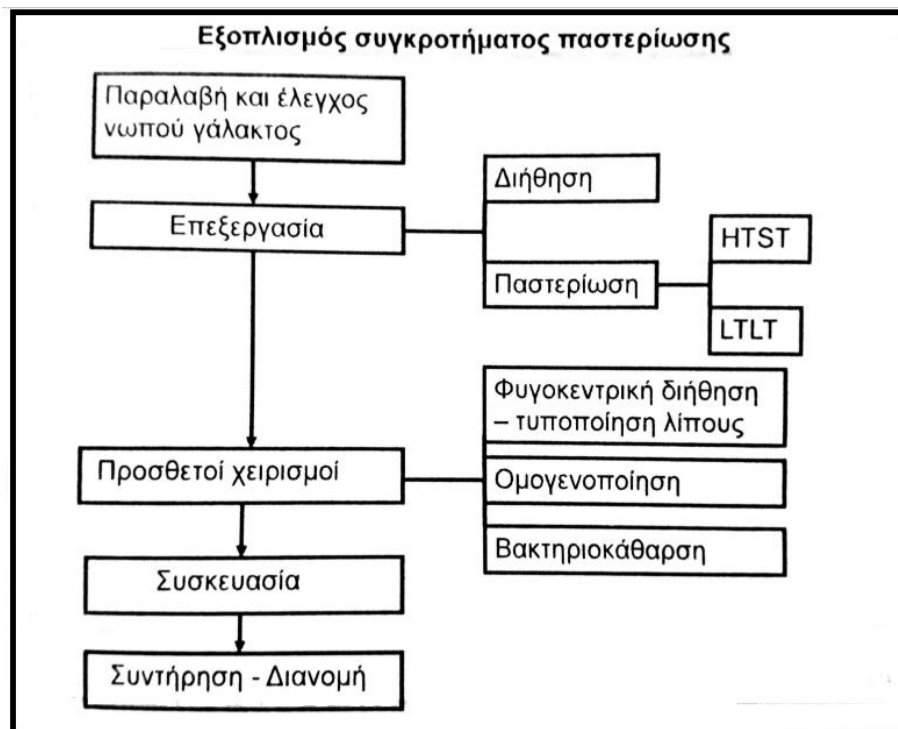 Εξοπλισμός συγκροτήματος παστερίωσης
Παραλαβή και έλεγχος
νωπού γάλακτος
Επεξεργασία
Διήθηση
Παστερίωση
HTST
LTLT
Προσθετοί χειρισμοί
Φυγοκεντρική διήθηση
– τυποποίηση λίπους
Ομογενοποίηση
Βακτηριοκάθαρση
Συσκευασία
Συντήρηση - Διανομή